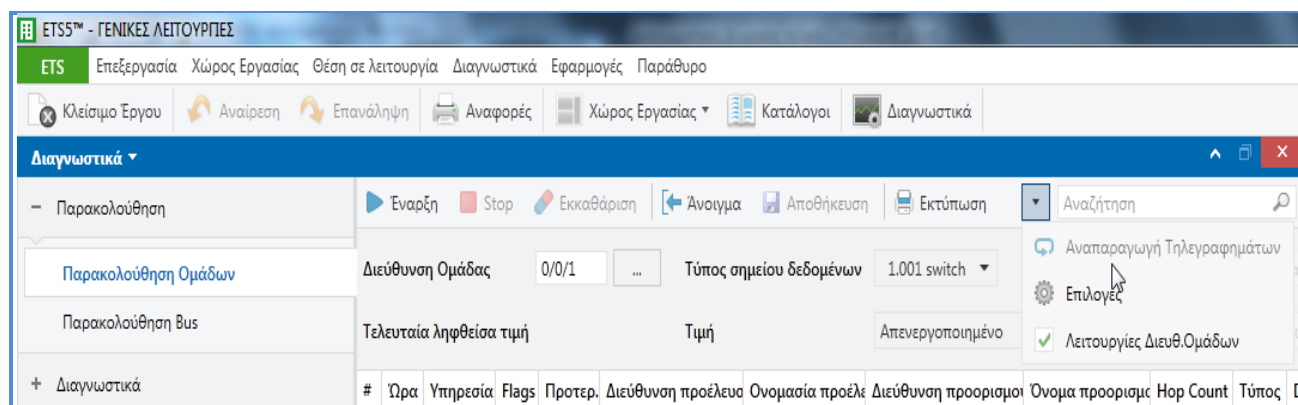 ETS5™ - ΓΕΝΙΚΕΣ ΛΕΙΤΟΥΡΓΙΕΣ
ETS Επεξεργασία Χώρος Εργασίας Θέση σε λειτουργία Διαγνωστικά Εφαρμογές Παράθυρο
Κλείσιμο Έργου Αναίρεση Επανάληψη Αναφορές Χώρος Εργασίας Κατάλογοι Διαγνωστικά
Διαγνωστικά
Παρακολούθηση
Έναρξη Stop Εκκαθάριση Άνοιγμα Αποθήκευση Εκτύπωση Αναζήτηση
Αναπαραγωγή Τηλεγραφημάτων
Επιλογές
Λειτουργίες Διευθ.Ομάδων
Παρακολούθηση Ομάδων
Διεύθυνση Ομάδας 0/0/1 ... Τύπος σημείου δεδομένων 1.001 switch
Παρακολούθηση Bus
Τελευταία ληφθείσα τιμή Τιμή Απενεργοποιημένο
+ Διαγνωστικά
# Ώρα Υπηρεσία Flags Προτερ. Διεύθυνση προέλευσ Ονομασία προέλε Διεύθυνση προορισμοι Όνομα προορισμο Hop Count Τύπος